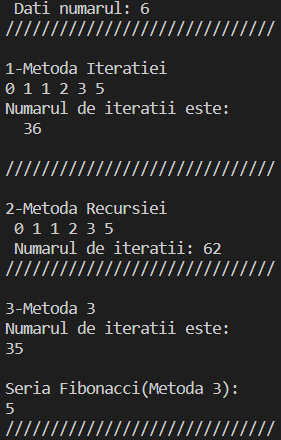 Dati numarul: 6
//////////////////////////////
1-Metoda Iteratiei
0 1 1 2 3 5
Numarul de iteratii este:
36
//////////////////////////////
2-Metoda Recursiei
0 1 1 2 3 5
Numarul de iteratii: 62
//////////////////////////////
3-Metoda 3
Numarul de iteratii este:
35
Seria Fibonacci(Metoda 3):
5
//////////////////////////////